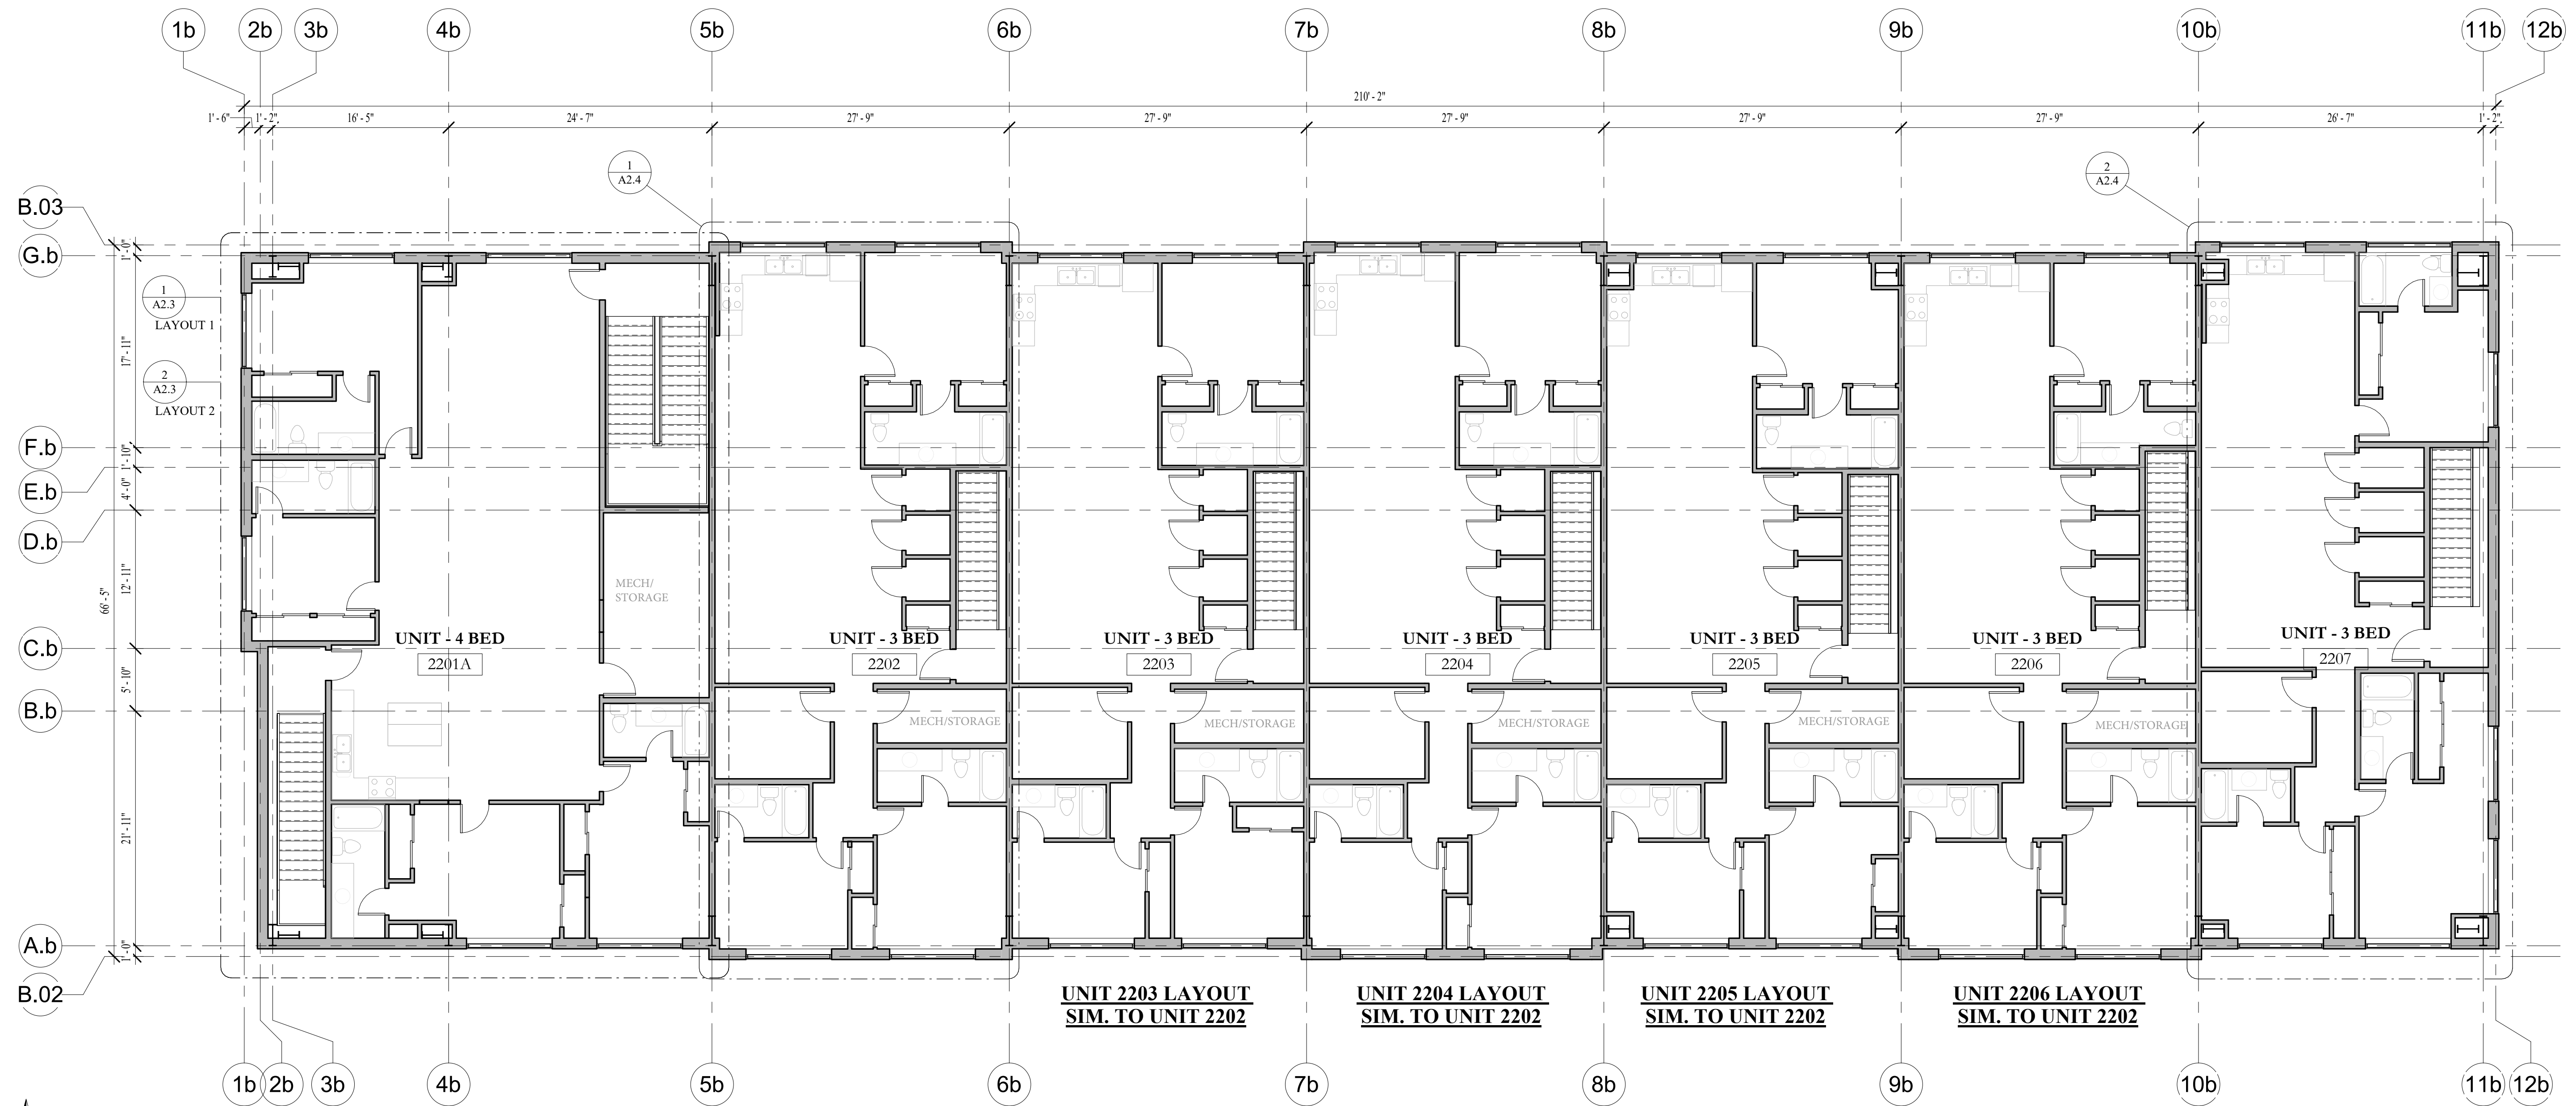 1b
2b
3b
4b
5b
6b
7b
8b
9b
10b
11b
12b
210' - 2"
1' - 6"
1' - 2"
16' - 5"
24' - 7"
27' - 9"
27' - 9"
27' - 9"
27' - 9"
27' - 9"
26' - 7"
1' - 2"
1
A2.4
2
A2.4
B.03
G.b
1' - 0"
1
A2.3
LAYOUT 1
17' - 11"
2
A2.3
LAYOUT 2
F.b
1' - 10"
E.b
4' - 0"
D.b
12' - 11"
66' - 5"
MECH/
STORAGE
C.b
UNIT - 4 BED
2201A
UNIT - 3 BED
2202
UNIT - 3 BED
2203
UNIT - 3 BED
2204
UNIT - 3 BED
2205
UNIT - 3 BED
2206
UNIT - 3 BED
2207
5' - 10"
B.b
MECH/STORAGE
MECH/STORAGE
MECH/STORAGE
MECH/STORAGE
MECH/STORAGE
21' - 11"
A.b
1' - 0"
B.02
UNIT 2203 LAYOUT
SIM. TO UNIT 2202
UNIT 2204 LAYOUT
SIM. TO UNIT 2202
UNIT 2205 LAYOUT
SIM. TO UNIT 2202
UNIT 2206 LAYOUT
SIM. TO UNIT 2202
1b
2b
3b
4b
5b
6b
7b
8b
9b
10b
11b
12b